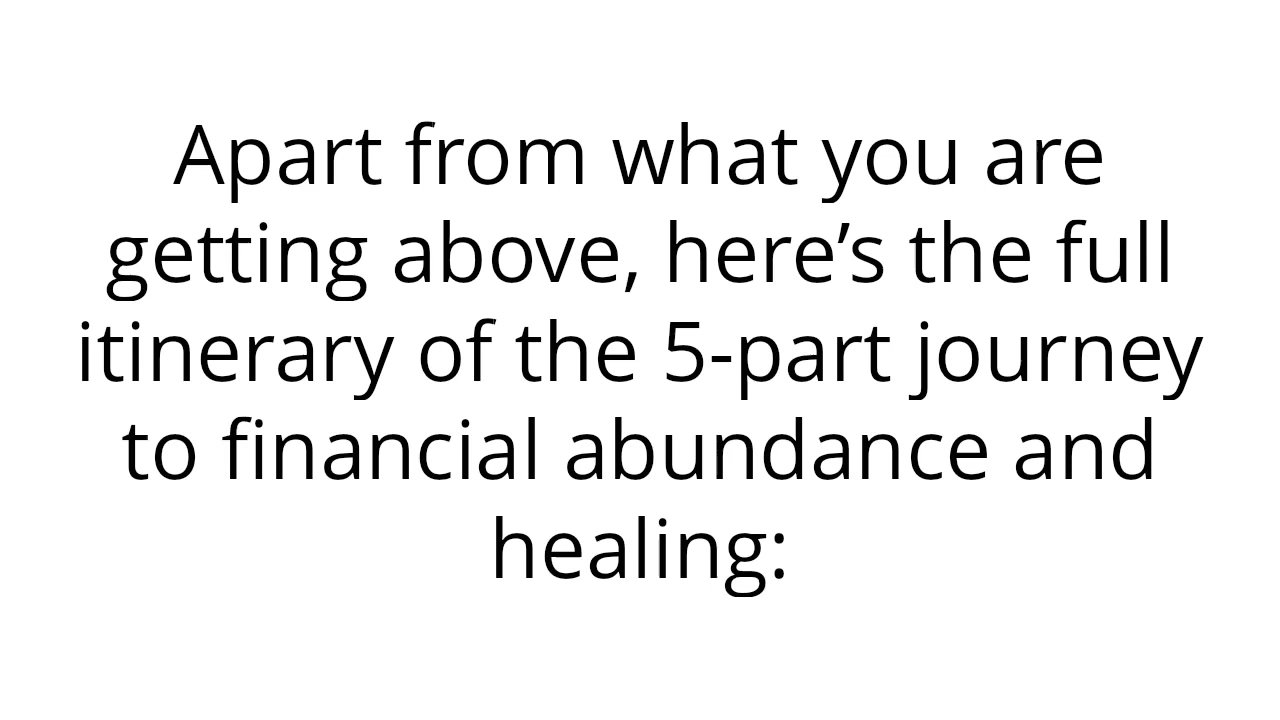 Apart from what you are
getting above, here’s the full
itinerary of the 5-part journey
to financial abundance and
healing: